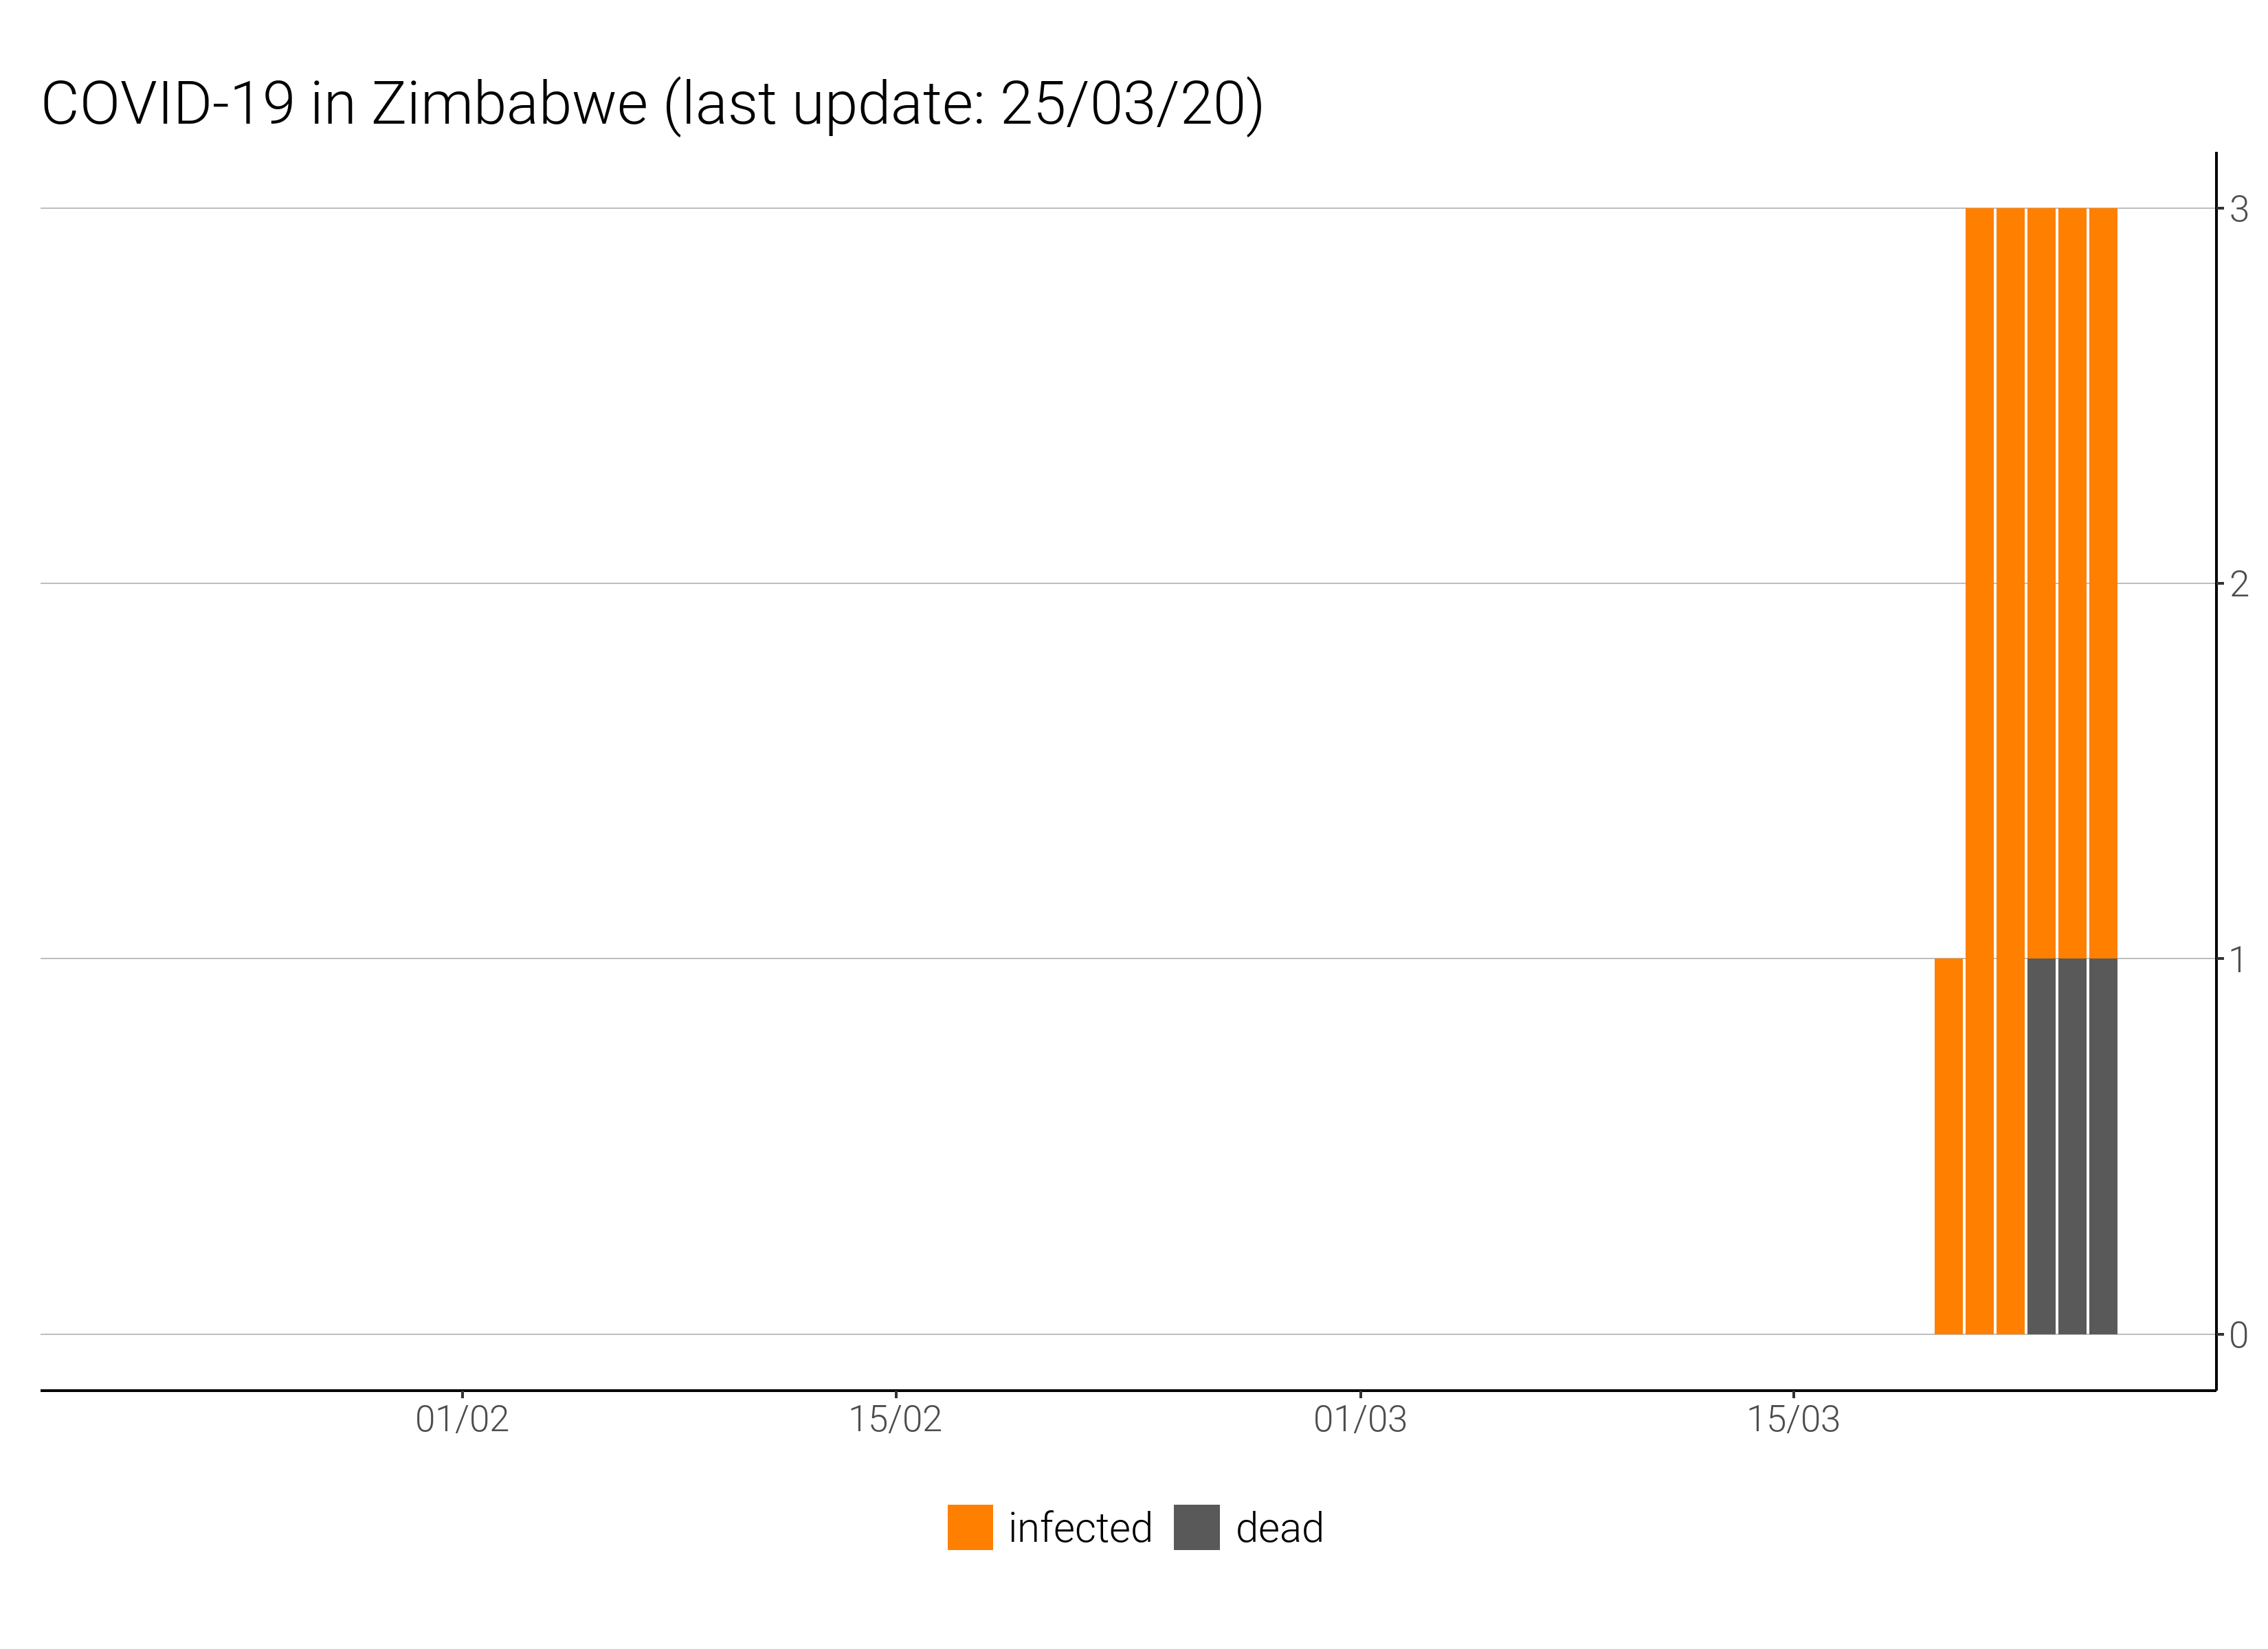 COVID-19 in Zimbabwe (last update: 25/03/20)
3
2
1
0
01/02 15/02 01/03 15/03
infected dead